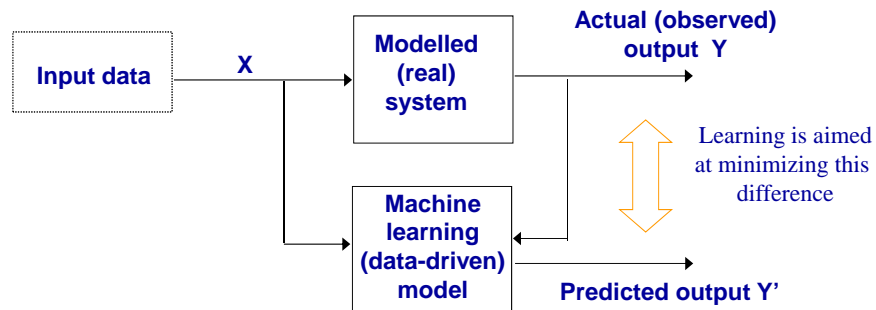 Input data
X
Modelled
(real)
system
Actual (observed)
output Y
Learning is aimed
at minimizing this
difference
Machine
learning
(data-driven)
model
Predicted output Y’